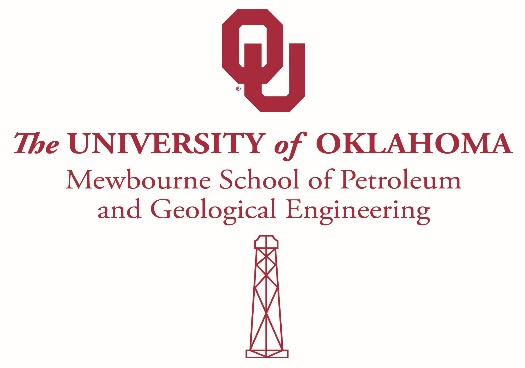 OU
®
The UNIVERSITY of OKLAHOMA
Mewbourne School of Petroleum
and Geological Engineering